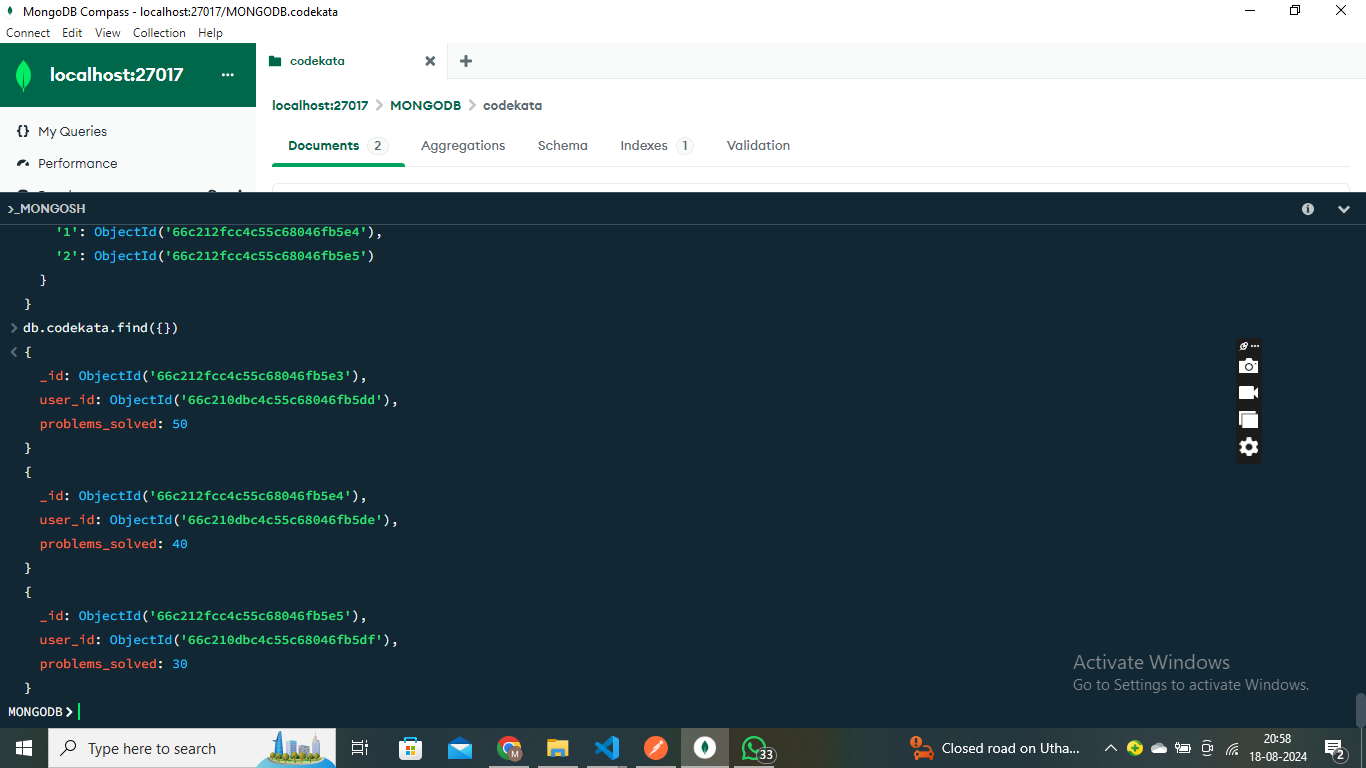 MongoDB Compass - localhost:27017/MONGODB.codekata
Connect Edit View Collection Help
localhost:27017 ...
codekata
localhost:27017 > MONGODB > codekata
{} My Queries
Performance
Documents 2 Aggregations Schema Indexes 1 Validation
>_MONGOSH
'1': ObjectId('66c212fcc4c55c68046fb5e4'),
'2': ObjectId('66c212fcc4c55c68046fb5e5')
}
}
> db.codekata.find({})
< {
_id: ObjectId('66c212fcc4c55c68046fb5e3'),
user_id: ObjectId('66c210dbc4c55c68046fb5dd'),
problems_solved: 50
}
{
_id: ObjectId('66c212fcc4c55c68046fb5e4'),
user_id: ObjectId('66c210dbc4c55c68046fb5de'),
problems_solved: 40
}
{
_id: ObjectId('66c212fcc4c55c68046fb5e5'),
user_id: ObjectId('66c210dbc4c55c68046fb5df'),
problems_solved: 30
}
MONGODB >
Activate Windows
Go to Settings to activate Windows.
Type here to search
M
33
Closed road on Utha...
20:58
18-08-2024
2